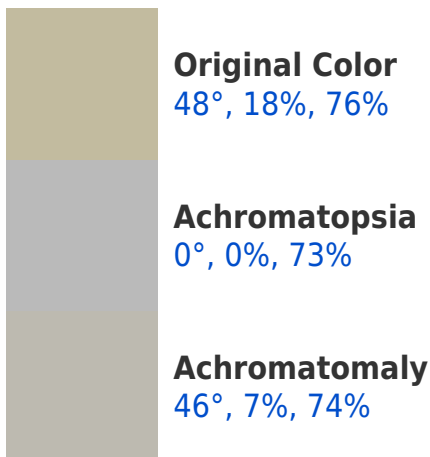 Original Color
48°, 18%, 76%
Achromatopsia
0°, 0%, 73%
Achromatomaly
46°, 7%, 74%